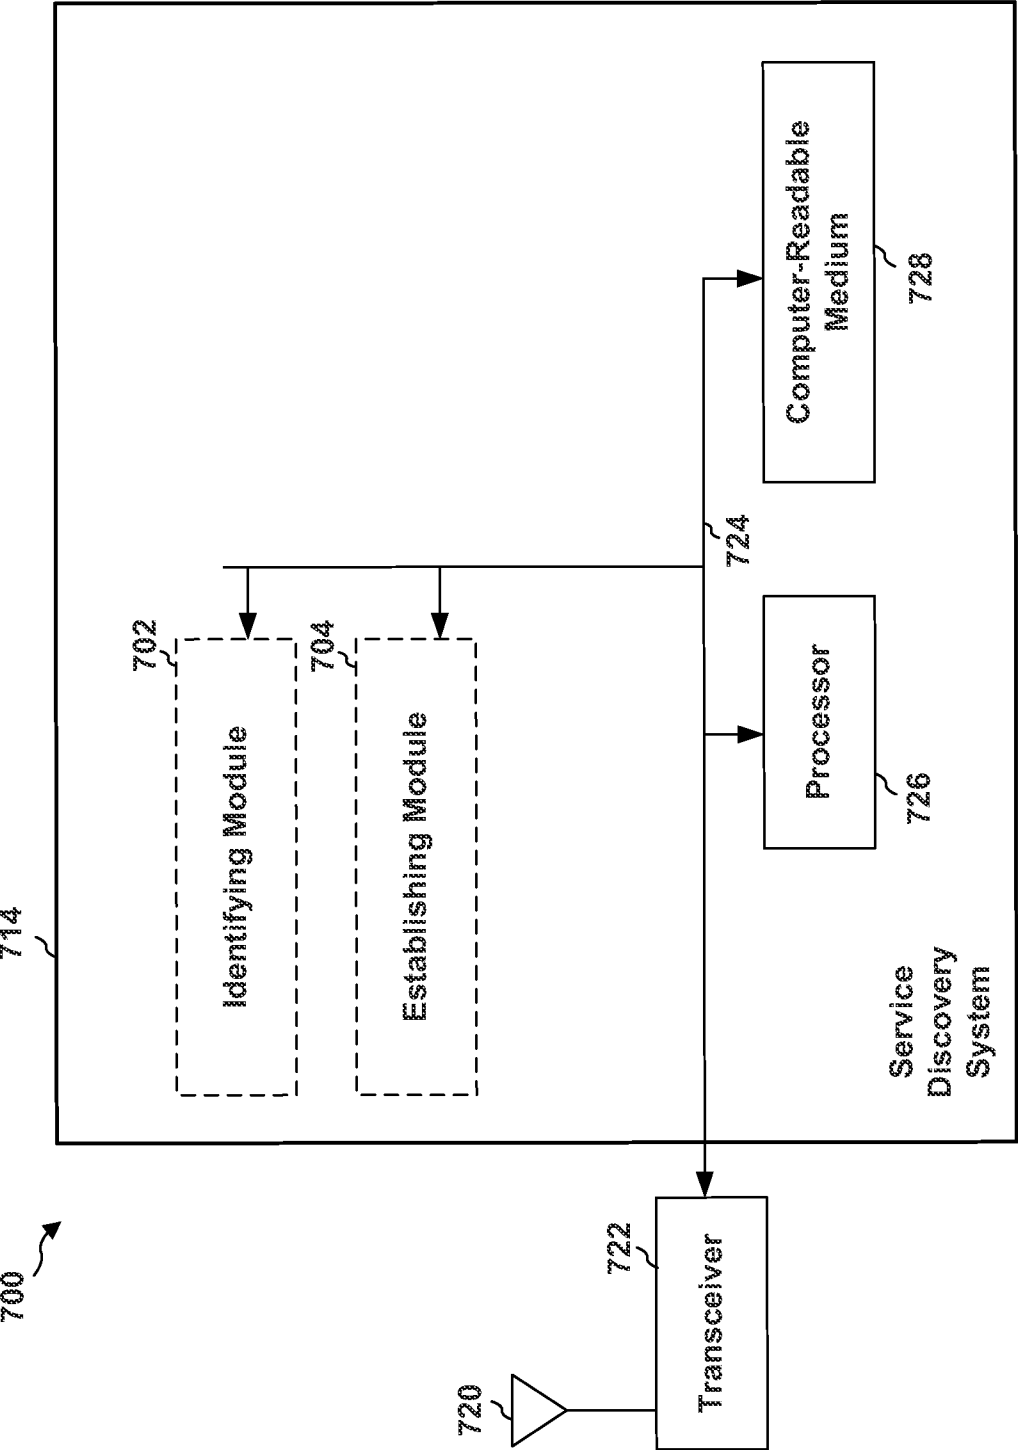 700
714
702
Identifying Module
704
Establishing Module
720
722
Transceiver
724
Processor
726
Computer-Readable
Medium
728
Service
Discovery
System